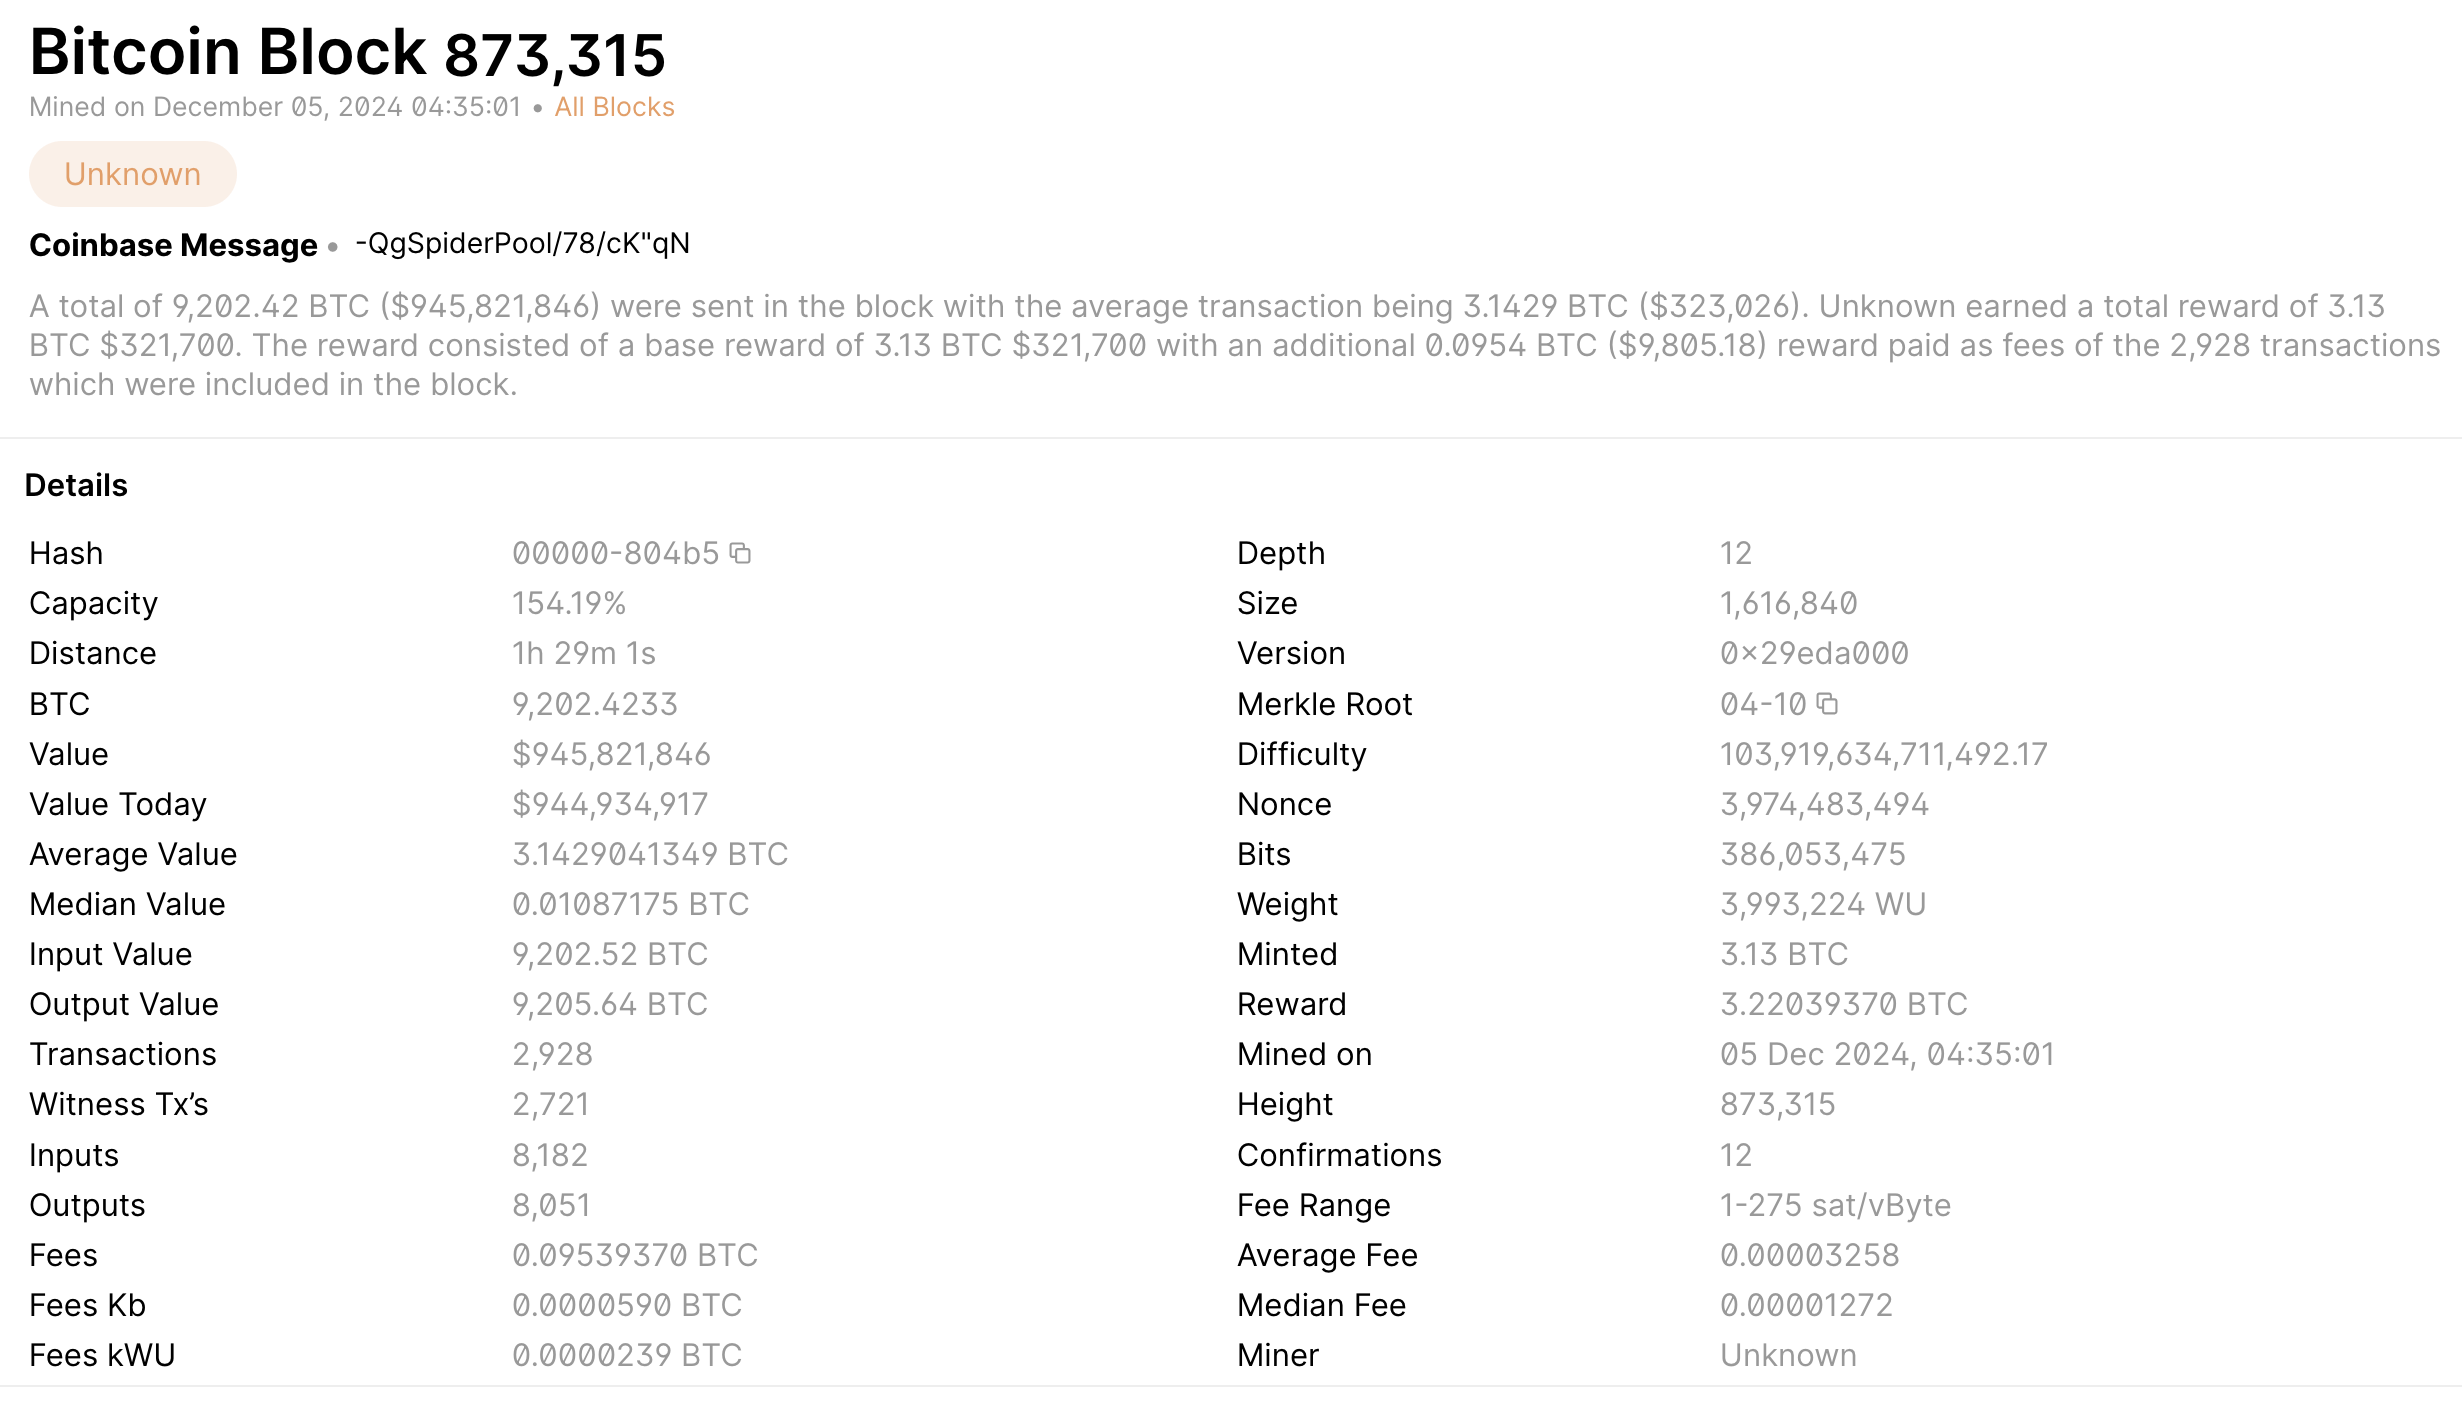 Bitcoin Block 873,315
Mined on December 05, 2024 04:35:01 • All Blocks
Unknown
Coinbase Message • -QgSpiderPool/78/cK"qN
A total of 9,202.42 BTC ($945,821,846) were sent in the block with the average transaction being 3.1429 BTC ($323,026). Unknown earned a total reward of 3.13
BTC $321,700. The reward consisted of a base reward of 3.13 BTC $321,700 with an additional 0.0954 BTC ($9,805.18) reward paid as fees of the 2,928 transactions
which were included in the block.
Details
Hash 00000-804b5
Capacity 154.19%
Distance 1h 29m 1s
BTC 9,202.4233
Value $945,821,846
Value Today $944,934,917
Average Value 3.1429041349 BTC
Median Value 0.01087175 BTC
Input Value 9,202.52 BTC
Output Value 9,205.64 BTC
Transactions 2,928
Witness Tx’s 2,721
Inputs 8,182
Outputs 8,051
Fees 0.09539370 BTC
Fees Kb 0.0000590 BTC
Fees kWU 0.0000239 BTC
Depth 12
Size 1,616,840
Version 0×29eda000
Merkle Root 04-10
Difficulty 103,919,634,711,492.17
Nonce 3,974,483,494
Bits 386,053,475
Weight 3,993,224 WU
Minted 3.13 BTC
Reward 3.22039370 BTC
Mined on 05 Dec 2024, 04:35:01
Height 873,315
Confirmations 12
Fee Range 1-275 sat/vByte
Average Fee 0.00003258
Median Fee 0.00001272
Miner Unknown